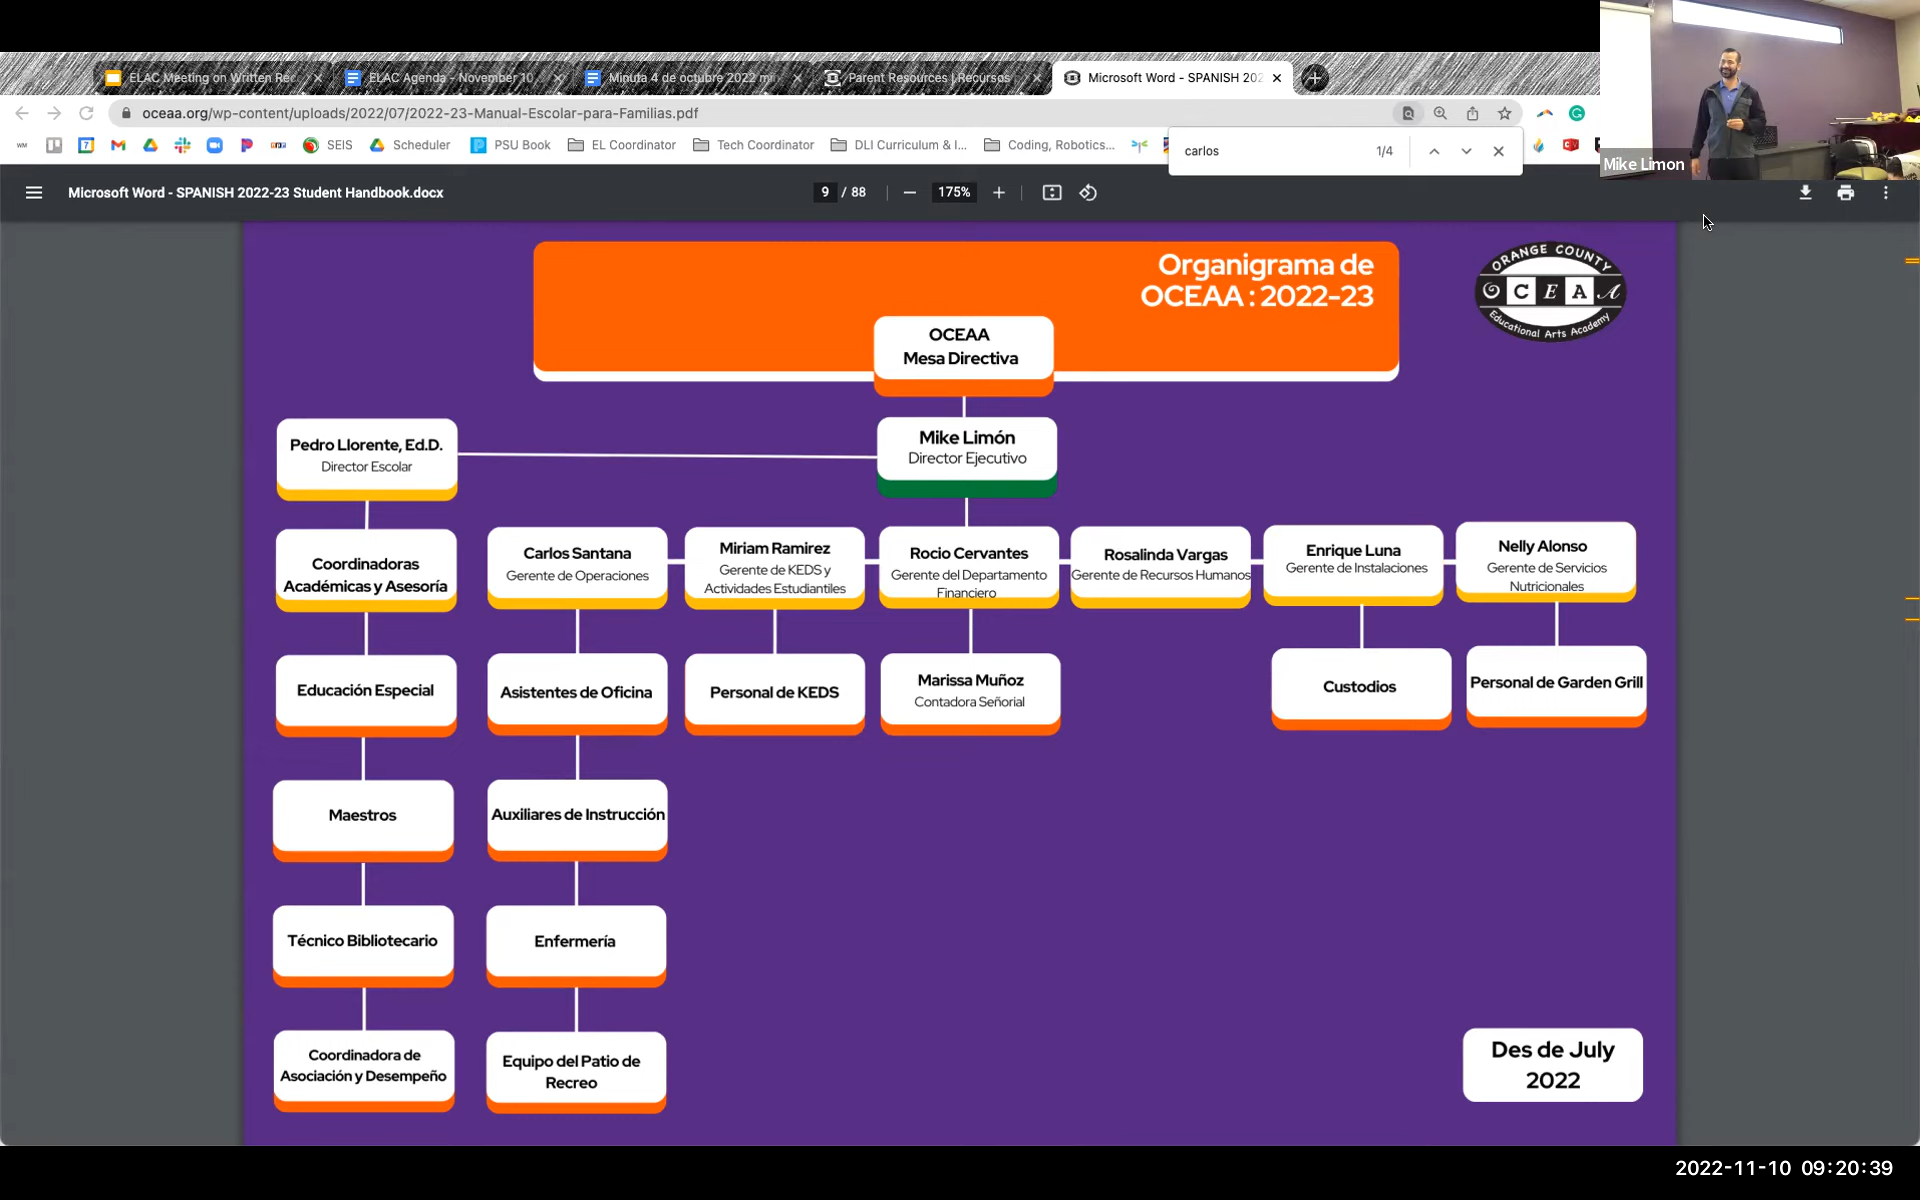 ELAC Meeting on Written Rec
ELAC Agenda - November 10
Minuta 4 de octubre 2022 min
Parent Resources | Recursos
Microsoft Word - SPANISH 202
oceaa.org/wp-content/uploads/2022/07/2022-23-Manual-Escolar-para-Familias.pdf
SEIS
Scheduler
PSU Book
EL Coordinator
Tech Coordinator
DLI Curriculum & I...
Coding, Robotics...
carlos
1/4
Mike Limon
Microsoft Word - SPANISH 2022-23 Student Handbook.docx
9 / 88
175%
Organigrama de
OCEAA : 2022-23
ORANGE COUNTY
OCEAA
Educational Arts Academy
OCEAA
Mesa Directiva
Pedro Llorente, Ed.D.
Director Escolar
Mike Limón
Director Ejecutivo
Coordinadoras
Académicas y Asesoría
Carlos Santana
Gerente de Operaciones
Miriam Ramirez
Gerente de KEDS y
Actividades Estudiantiles
Rocio Cervantes
Gerente del Departamento
Financiero
Rosalinda Vargas
Gerente de Recursos Humanos
Enrique Luna
Gerente de Instalaciones
Nelly Alonso
Gerente de Servicios
Nutricionales
Educación Especial
Asistentes de Oficina
Personal de KEDS
Marissa Muñoz
Contadora Señorial
Custodios
Personal de Garden Grill
Maestros
Auxiliares de Instrucción
Técnico Bibliotecario
Enfermería
Coordinadora de
Asociación y Desempeño
Equipo del Patio de
Recreo
Des de July
2022
2022-11-10 09:20:39